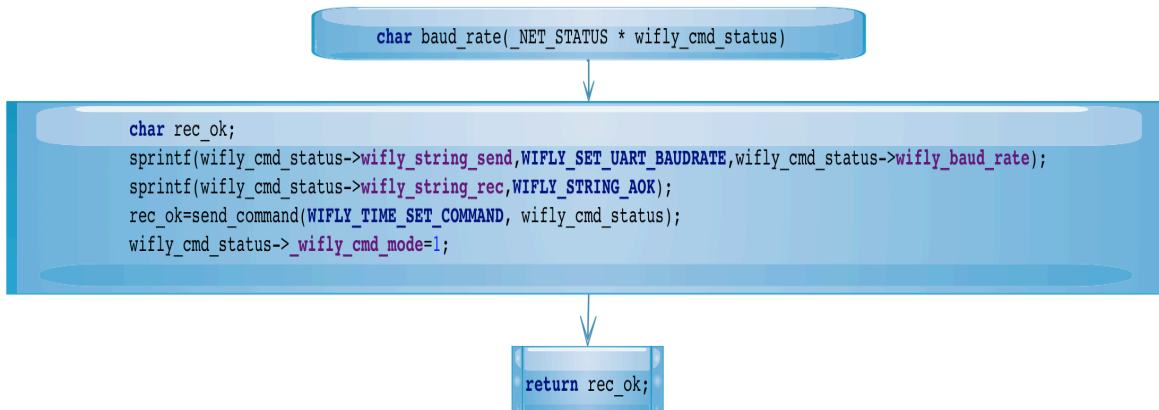 char baud_rate(_NET_STATUS * wifly_cmd_status)
char rec_ok;
sprintf(wifly_cmd_status->wifly_string_send,WIFLY_SET_UART_BAUDRATE,wifly_cmd_status->wifly_baud_rate);
sprintf(wifly_cmd_status->wifly_string_rec,WIFLY_STRING_AOK);
rec_ok=send_command(WIFLY_TIME_SET_COMMAND, wifly_cmd_status);
wifly_cmd_status->_wifly_cmd_mode=1;
return rec_ok;